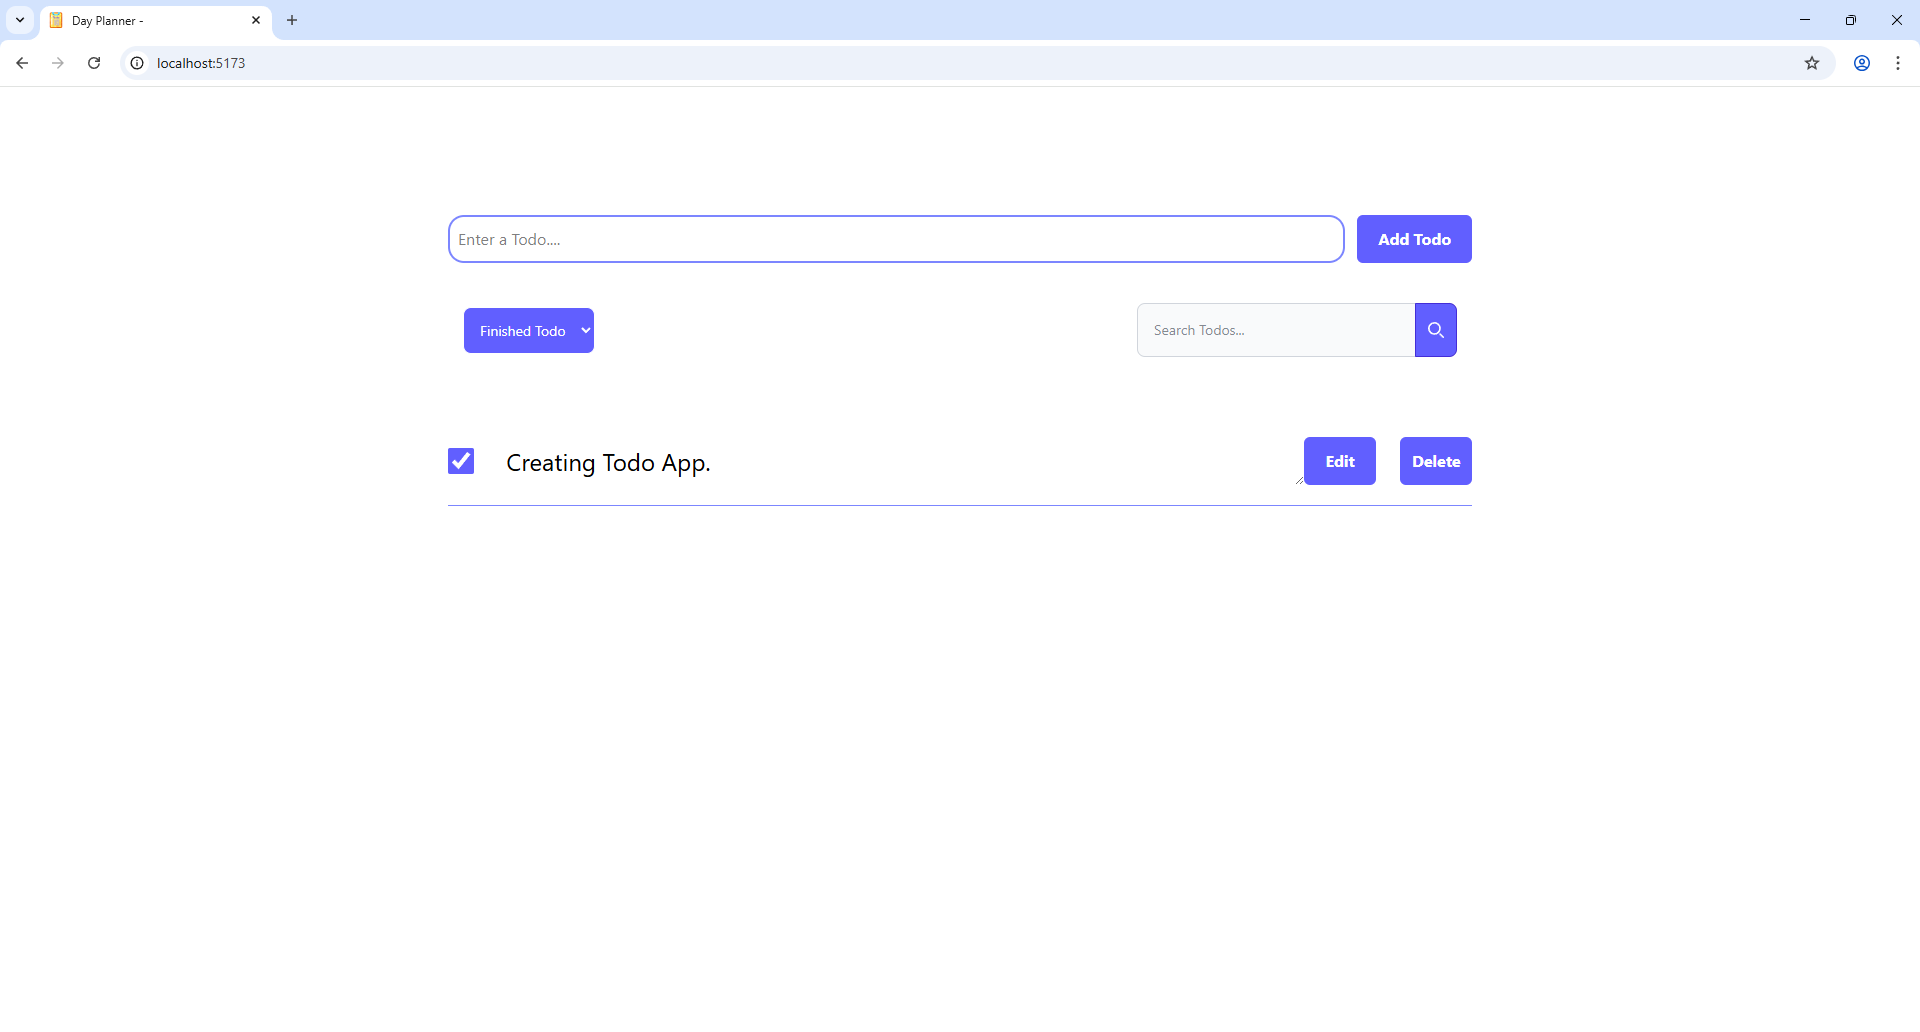 Day Planner -
localhost:5173
Enter a Todo....
Add Todo
Finished Todo
Search Todos...
Creating Todo App.
Edit
Delete